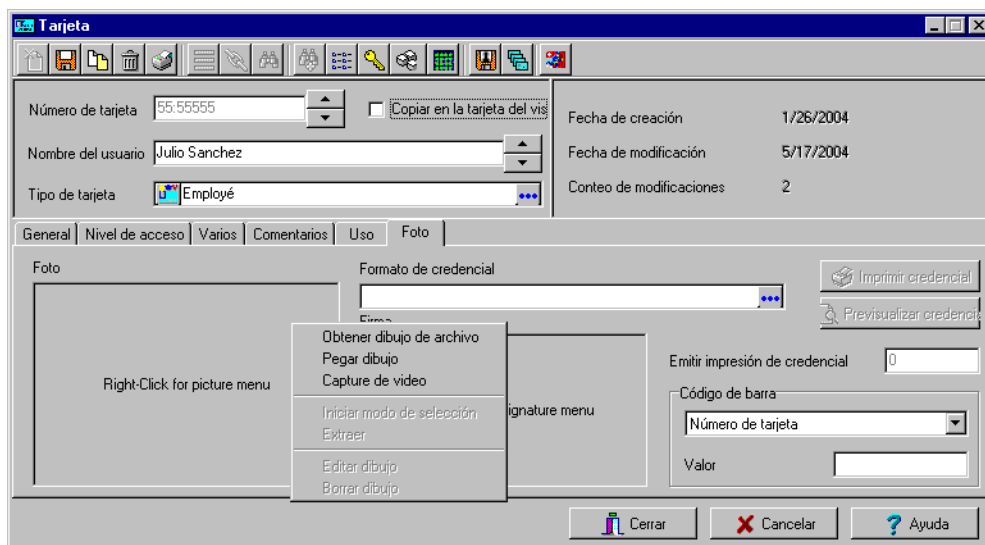 Tarjeta
Número de tarjeta 55:55555 Copiar en la tarjeta del vis
Nombre del usuario Julio Sanchez
Tipo de tarjeta Employé
Fecha de creación 1/26/2004
Fecha de modificación 5/17/2004
Conteo de modificaciones 2
General Nivel de acceso Varios Comentarios Uso Foto
Foto
Right-Click for picture menu
Formato de credencial
Firma
ignature menu
Obtener dibujo de archivo
Pegar dibujo
Capture de video
Iniciar modo de selección
Extraer
Editar dibujo
Borrar dibujo
Imprimir credencial
Previsualizar credencia
Emitir impresión de credencial 0
Código de barra
Número de tarjeta
Valor
Cerrar Cancelar Ayuda